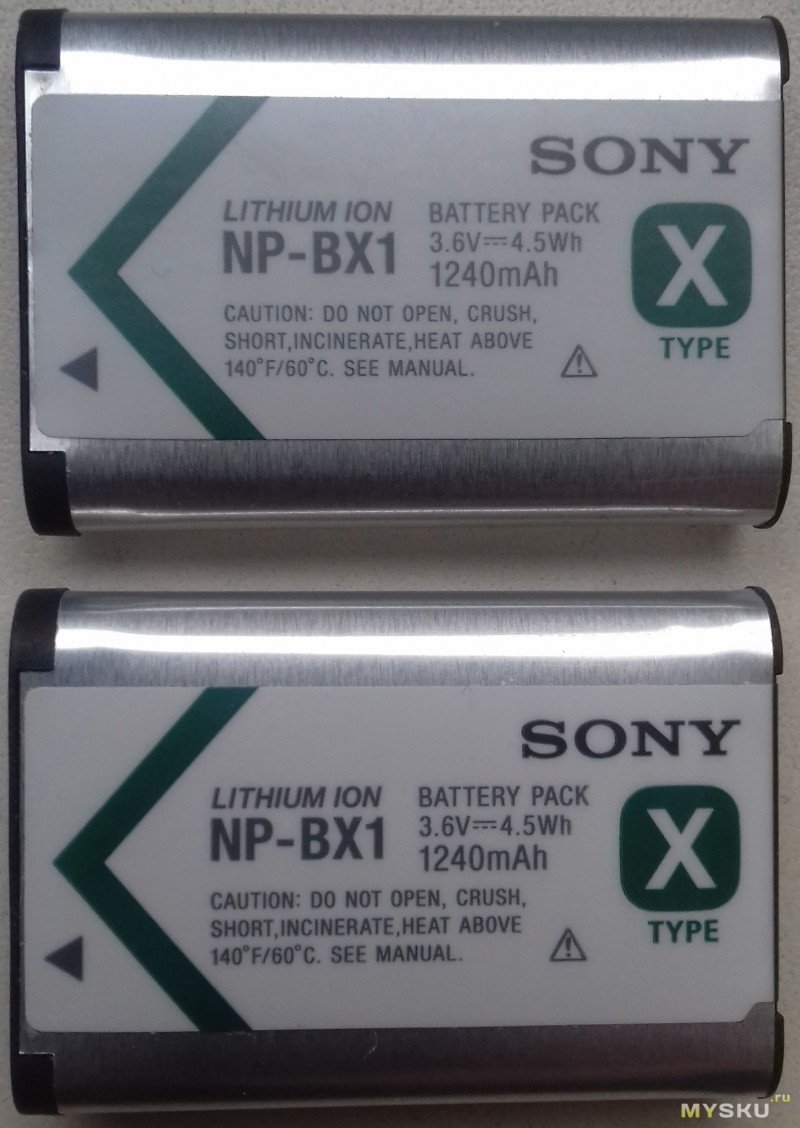 SONY
LITHIUM ION BATTERY PACK
NP-BX1 3.6V⎓4.5Wh
1240mAh
X
TYPE
CAUTION: DO NOT OPEN, CRUSH,
SHORT,INCINERATE,HEAT ABOVE
140°F/60°C. SEE MANUAL.
SONY
LITHIUM ION BATTERY PACK
NP-BX1 3.6V⎓4.5Wh
1240mAh
X
TYPE
CAUTION: DO NOT OPEN, CRUSH,
SHORT,INCINERATE,HEAT ABOVE
140°F/60°C. SEE MANUAL.
MYSKU.ru